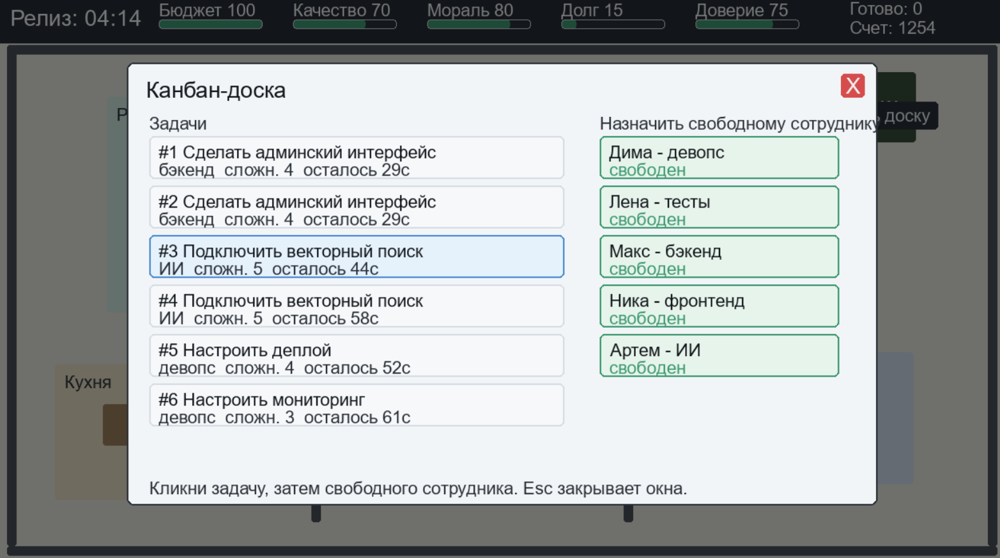 Релиз: 04:14
Бюджет 100
Качество 70
Мораль 80
Долг 15
Доверие 75
Готово: 0
Счет: 1254
Канбан-доска
X
Задачи
Назначить свободному сотруднику
доску
Р
#1 Сделать админский интерфейс
бэкенд сложн. 4 осталось 29с
#2 Сделать админский интерфейс
бэкенд сложн. 4 осталось 29с
#3 Подключить векторный поиск
ИИ сложн. 5 осталось 44с
#4 Подключить векторный поиск
ИИ сложн. 5 осталось 58с
#5 Настроить деплой
девопс сложн. 4 осталось 52с
#6 Настроить мониторинг
девопс сложн. 3 осталось 61с
Дима - девопс
свободен
Лена - тесты
свободен
Макс - бэкенд
свободен
Ника - фронтенд
свободен
Артем - ИИ
свободен
Кухня
Кликни задачу, затем свободного сотрудника. Esc закрывает окна.